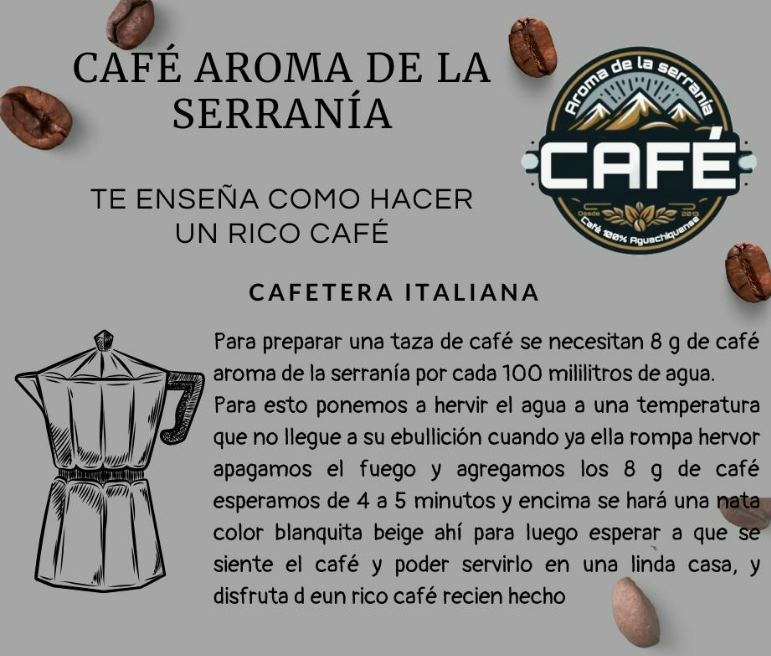 CAFÉ AROMA DE LA
SERRANÍA
Aroma de la serranía
CAFÉ
Desde 2013
Café 100% Aguachiquense
TE ENSEÑA COMO HACER
UN RICO CAFÉ
CAFETERA ITALIANA
Para preparar una taza de café se necesitan 8 g de café
aroma de la serranía por cada 100 mililitros de agua.
Para esto ponemos a hervir el agua a una temperatura
que no llegue a su ebullición cuando ya ella rompa hervor
apagamos el fuego y agregamos los 8 g de café
esperamos de 4 a 5 minutos y encima se hará una nata
color blanquita beige ahí para luego esperar a que se
siente el café y poder servirlo en una linda casa, y
disfruta d eun rico café recien hecho